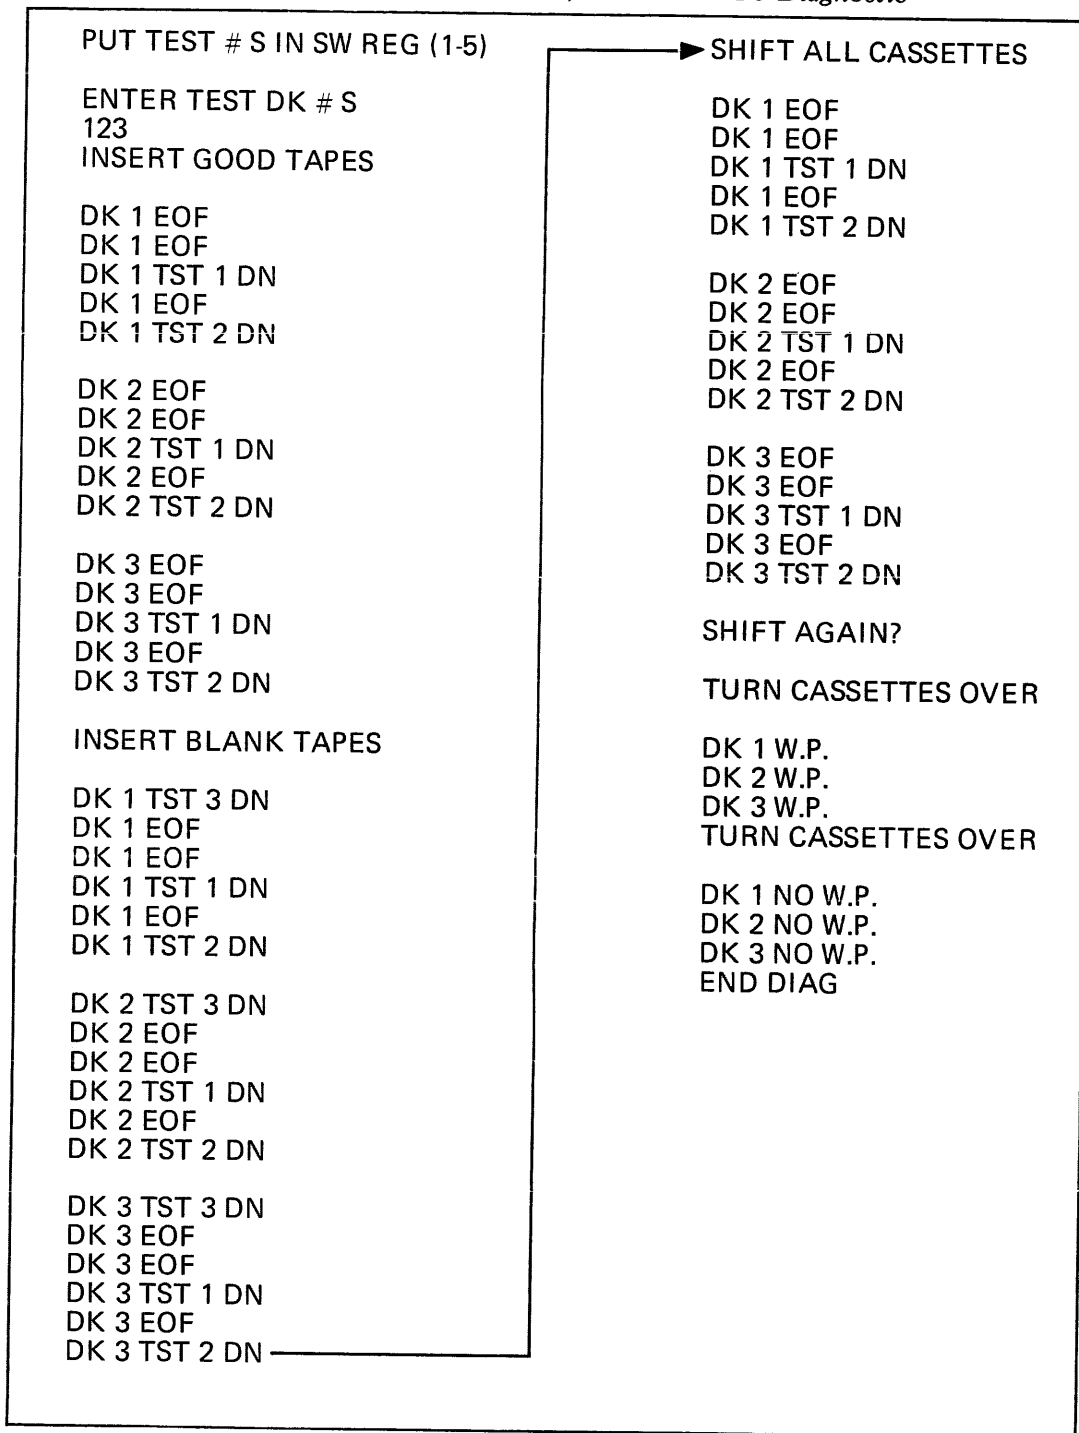 Diagnostic
PUT TEST # S IN SW REG (1-5)
ENTER TEST DK # S
123
INSERT GOOD TAPES
DK 1 EOF
DK 1 EOF
DK 1 TST 1 DN
DK 1 EOF
DK 1 TST 2 DN
DK 2 EOF
DK 2 EOF
DK 2 TST 1 DN
DK 2 EOF
DK 2 TST 2 DN
DK 3 EOF
DK 3 EOF
DK 3 TST 1 DN
DK 3 EOF
DK 3 TST 2 DN
INSERT BLANK TAPES
DK 1 TST 3 DN
DK 1 EOF
DK 1 EOF
DK 1 TST 1 DN
DK 1 EOF
DK 1 TST 2 DN
DK 2 TST 3 DN
DK 2 EOF
DK 2 EOF
DK 2 TST 1 DN
DK 2 EOF
DK 2 TST 2 DN
DK 3 TST 3 DN
DK 3 EOF
DK 3 EOF
DK 3 TST 1 DN
DK 3 EOF
DK 3 TST 2 DN
SHIFT ALL CASSETTES
DK 1 EOF
DK 1 EOF
DK 1 TST 1 DN
DK 1 EOF
DK 1 TST 2 DN
DK 2 EOF
DK 2 EOF
DK 2 TST 1 DN
DK 2 EOF
DK 2 TST 2 DN
DK 3 EOF
DK 3 EOF
DK 3 TST 1 DN
DK 3 EOF
DK 3 TST 2 DN
SHIFT AGAIN?
TURN CASSETTES OVER
DK 1 W.P.
DK 2 W.P.
DK 3 W.P.
TURN CASSETTES OVER
DK 1 NO W.P.
DK 2 NO W.P.
DK 3 NO W.P.
END DIAG